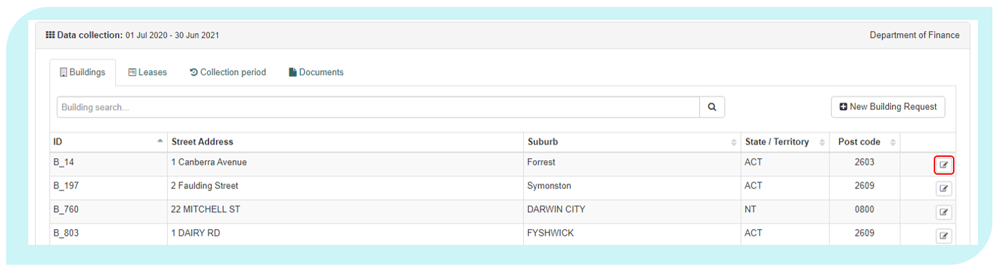 Data collection: 01 Jul 2020 - 30 Jun 2021 Department of Finance
Buildings Leases Collection period Documents
Building search... New Building Request
ID Street Address Suburb State / Territory Post code
B_14 1 Canberra Avenue Forrest ACT 2603
B_197 2 Faulding Street Symonston ACT 2609
B_760 22 MITCHELL ST DARWIN CITY NT 0800
B_803 1 DAIRY RD FYSHWICK ACT 2609